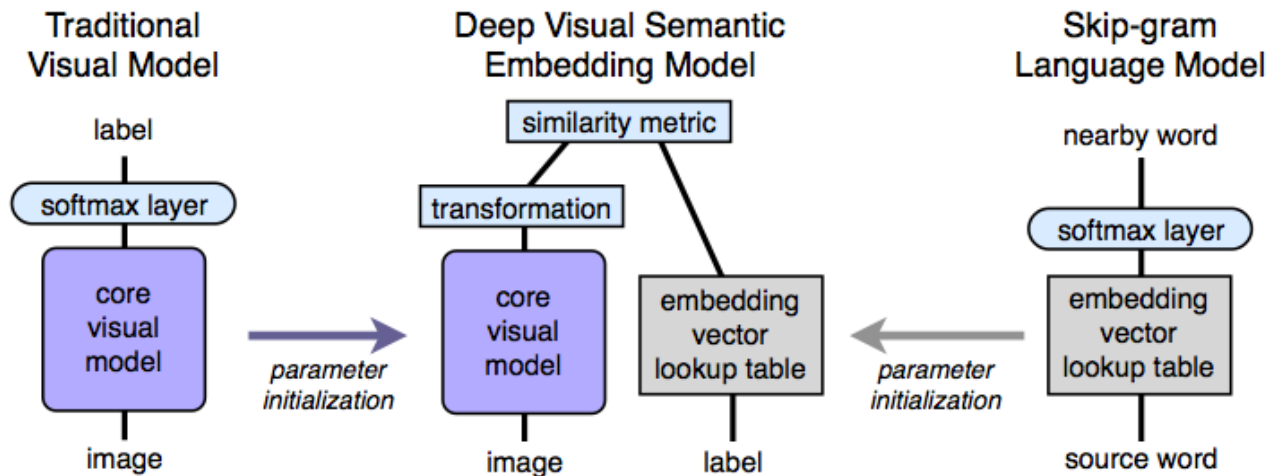 Traditional
Visual Model
label
softmax layer
core
visual
model
image
parameter
initialization
Deep Visual Semantic
Embedding Model
similarity metric
transformation
core
visual
model
image
embedding
vector
lookup table
label
parameter
initialization
Skip-gram
Language Model
nearby word
softmax layer
embedding
vector
lookup table
source word